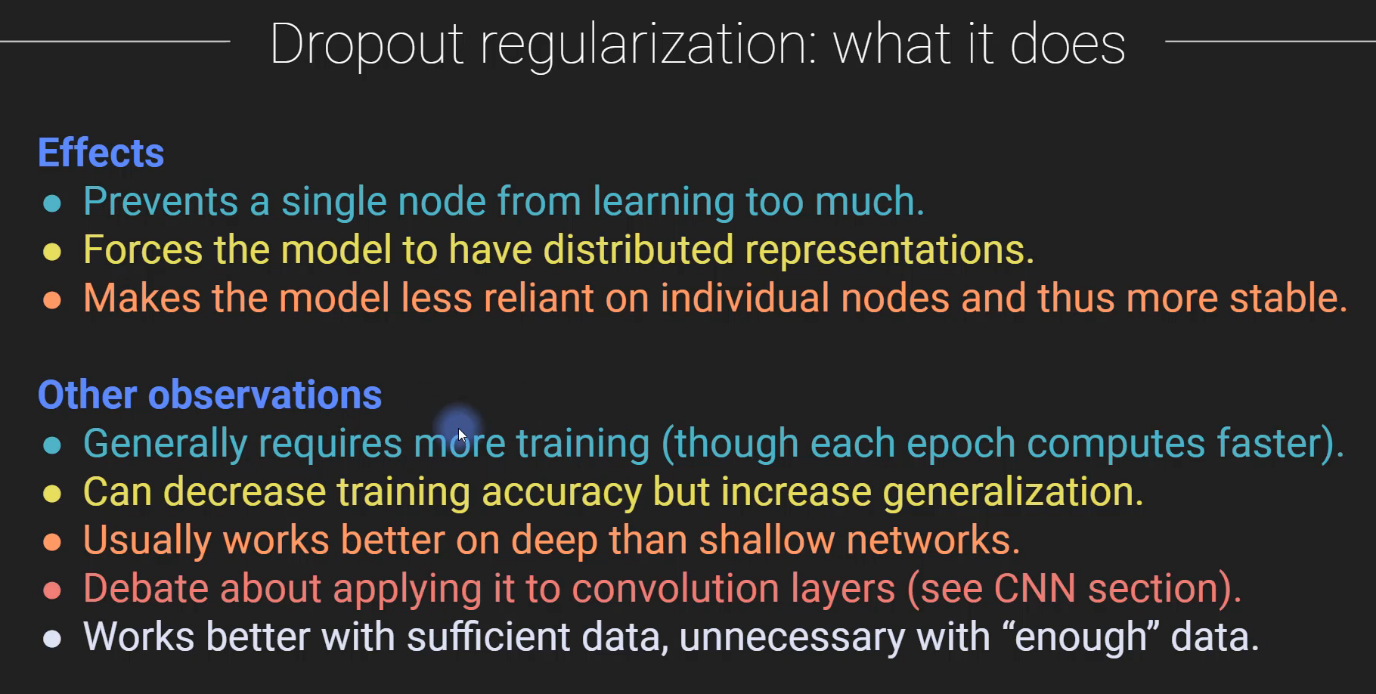 Dropout regularization: what it does
Effects
● Prevents a single node from learning too much.
● Forces the model to have distributed representations.
● Makes the model less reliant on individual nodes and thus more stable.
Other observations
● Generally requires more training (though each epoch computes faster).
● Can decrease training accuracy but increase generalization.
● Usually works better on deep than shallow networks.
● Debate about applying it to convolution layers (see CNN section).
● Works better with sufficient data, unnecessary with “enough” data.